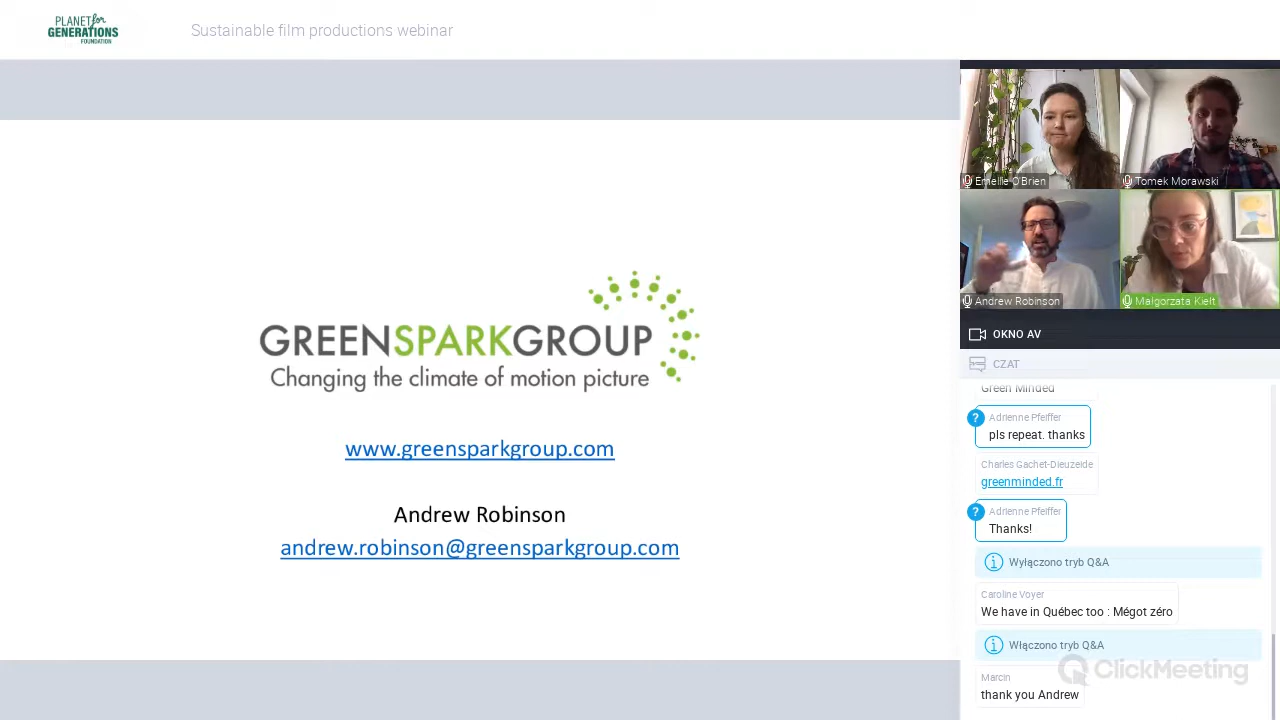 PLANET for
GENERATIONS
FOUNDATION
Sustainable film productions webinar
GREENSPARKGROUP
Changing the climate of motion picture
www.greensparkgroup.com
Andrew Robinson
andrew.robinson@greensparkgroup.com
Emellie O'Brien
Tomek Morawski
Andrew Robinson
Małgorzata Kiełt
OKNO AV
CZAT
Green Minded
?
Adrienne Pfeiffer
pls repeat. thanks
Charles Gachet-Dieuzeide
greenminded.fr
?
Adrienne Pfeiffer
Thanks!
Wyłączono tryb Q&A
Caroline Voyer
We have in Québec too : Mégot zéro
Włączono tryb Q&A
ClickMeeting
Marcin
thank you Andrew